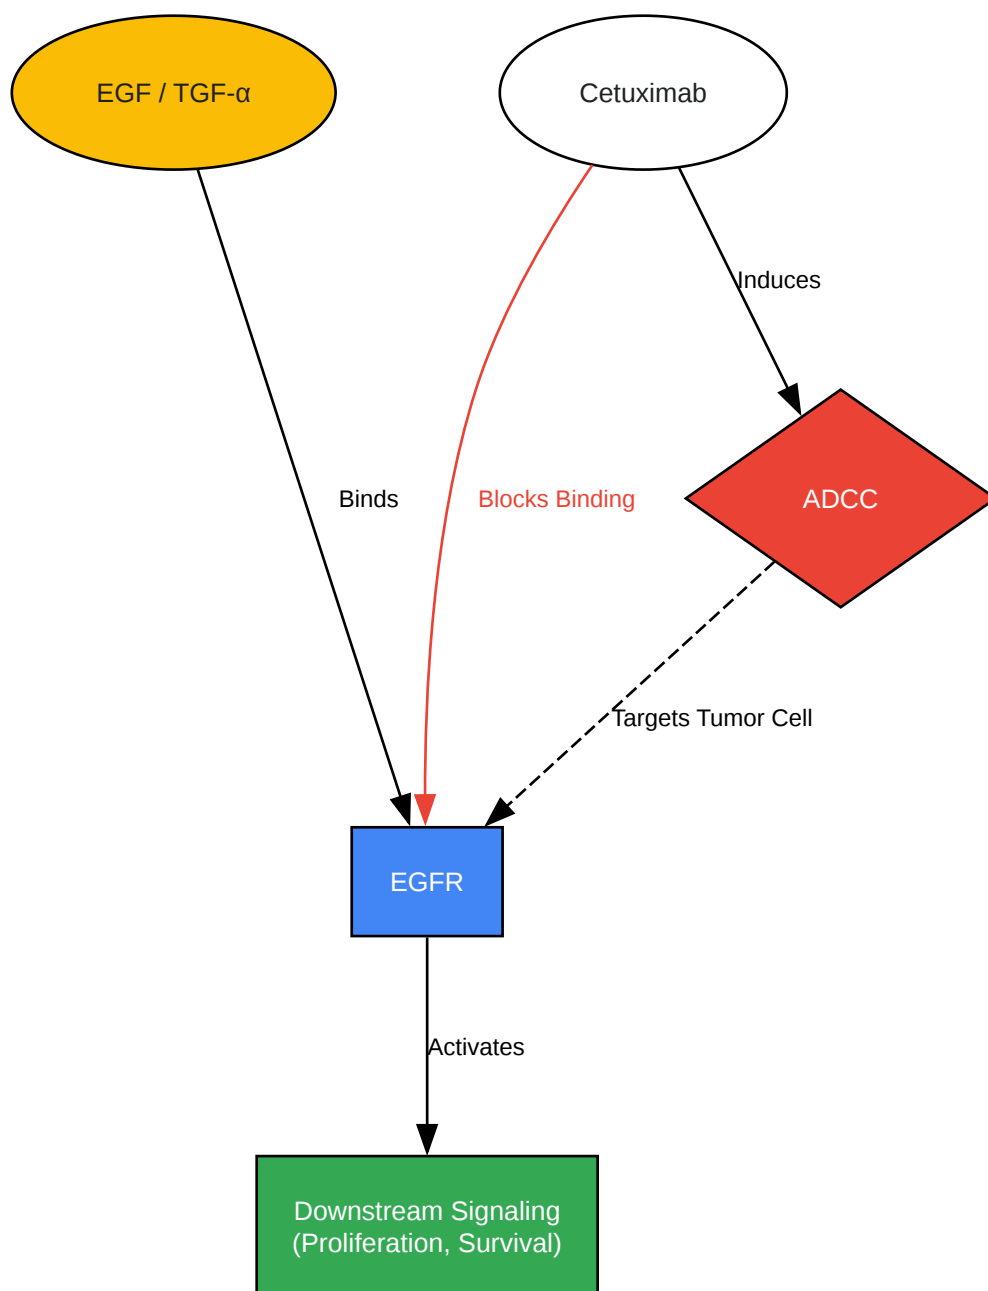 EGF / TGF-α
Cetuximab
Induces
Binds
Blocks Binding
ADCC
Targets Tumor Cell
EGFR
Activates
Downstream Signaling
(Proliferation, Survival)